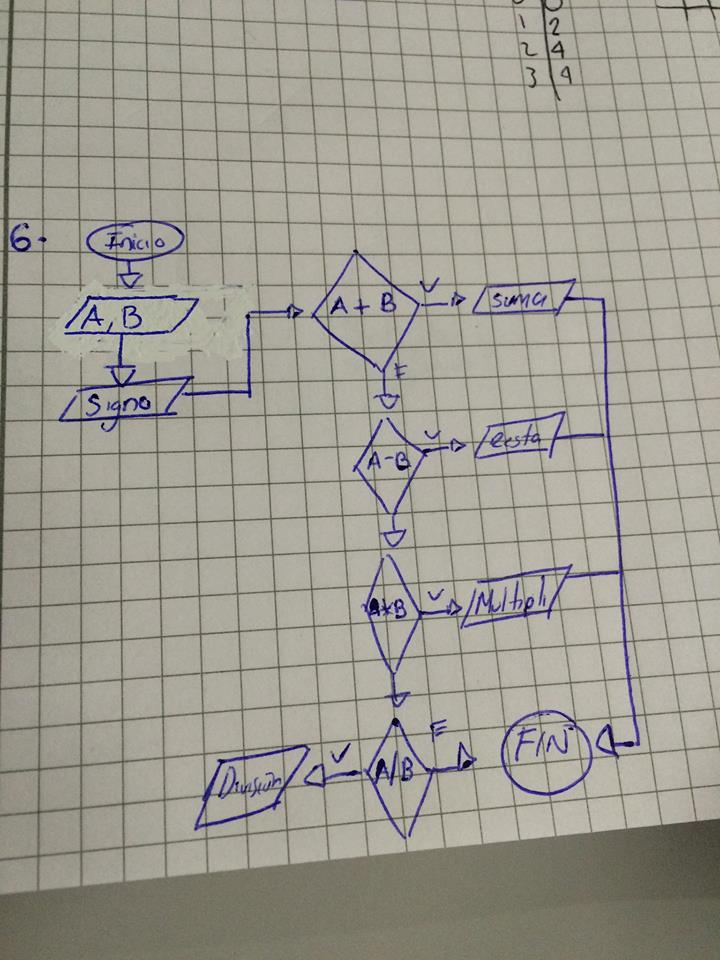 1 2
2 4
3 4
6.
Inicio
A, B
Signo
A + B
V
suma
F
A-B
V
Resta
A*B
V
Multipli
A/B
V
División
F
FIN